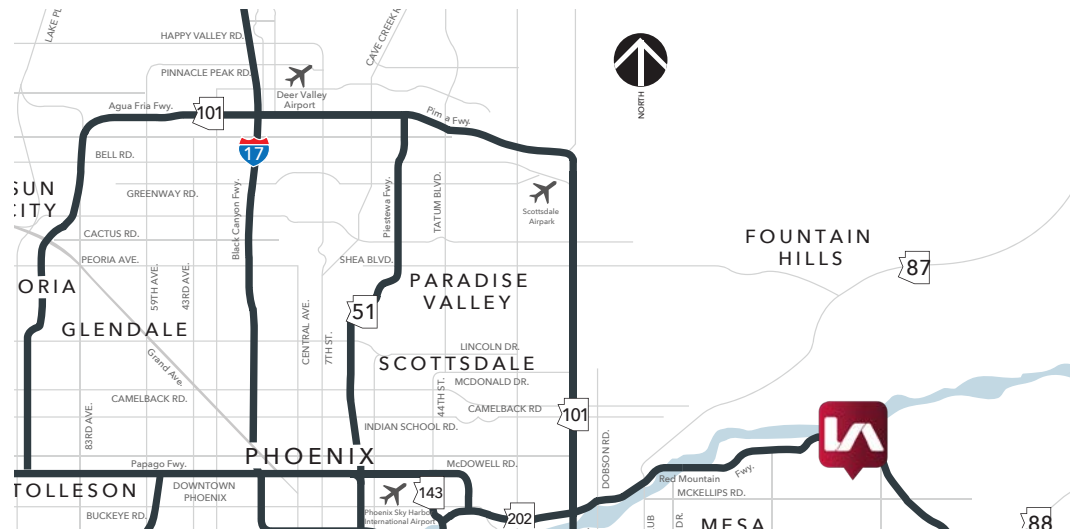 LAKE PL
HAPPY VALLEY RD.
CAVE CREEK R
PINNACLE PEAK RD.
Deer Valley
Airport
NORTH
Agua Fria Fwy.
101
Pima Fwy.
17
BELL RD.
SUN
CITY
GREENWAY RD.
Black Canyon Fwy.
Piestewa Fwy.
TATUM BLVD.
Scottsdale
Airpark
CACTUS RD.
PEORIA AVE.
SHEA BLVD.
FOUNTAIN
HILLS
87
ORIA
59TH AVE.
43RD AVE.
PARADISE
VALLEY
51
GLENDALE
CENTRAL AVE.
7TH ST.
LINCOLN DR.
SCOTTSDALE
Grand Ave.
McDONALD DR.
44TH ST.
CAMELBACK RD.
CAMELBACK RD
101
83RD AVE.
INDIAN SCHOOL RD.
DOBSON RD.
LA
PHOENIX
Papago Fwy.
McDOWELL RD.
Red Mountain
Fwy.
TOLLESON
DOWNTOWN
PHOENIX
143
MCKELLIPS RD.
BUCKEYE RD.
Phoenix Sky Harbor
International Airport
202
UB
DR.
MESA
88